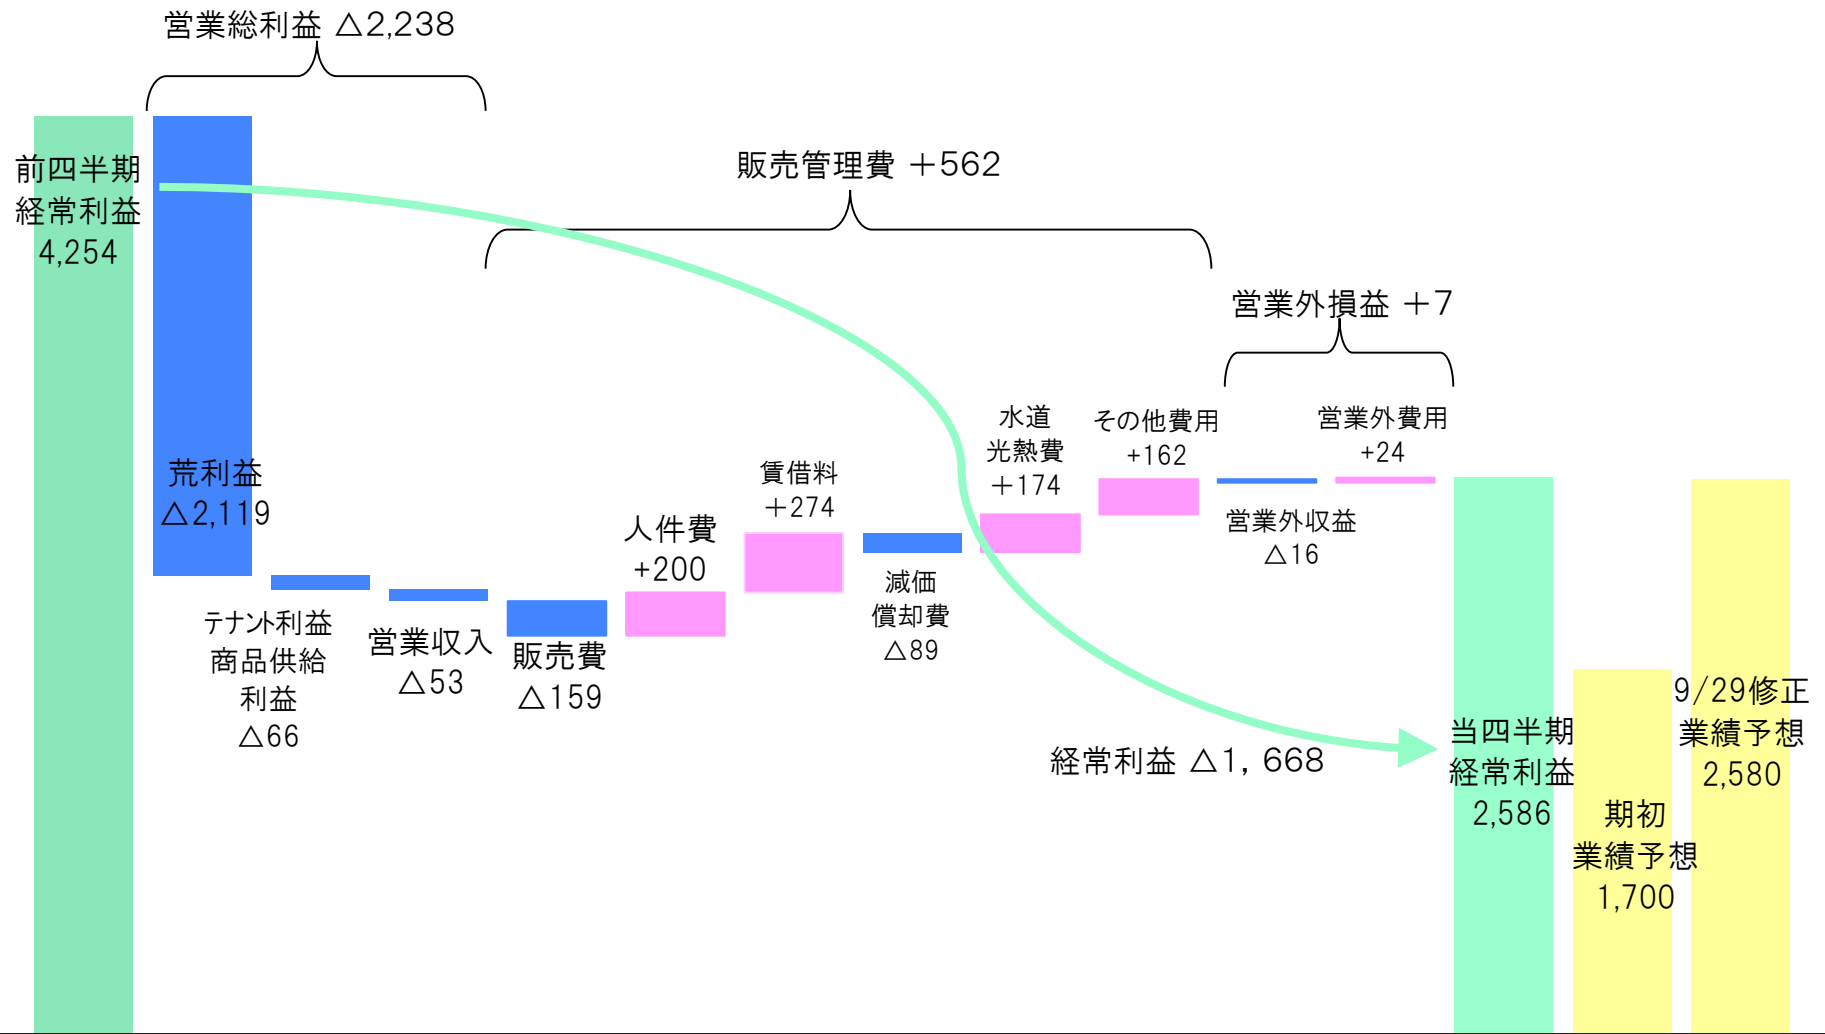 営業総利益 △2,238
前四半期
経常利益
4,254
荒利益
△2,119
テナント利益
商品供給
利益
△66
営業収入
△53
販売管理費 ＋562
販売費
△159
人件費
+200
賃借料
＋274
減価
償却費
△89
水道
光熱費
＋174
その他費用
+162
営業外損益 ＋7
営業外収益
△16
営業外費用
+24
経常利益 △1，668
当四半期
経常利益
2,586
期初
業績予想
1,700
9/29修正
業績予想
2,580